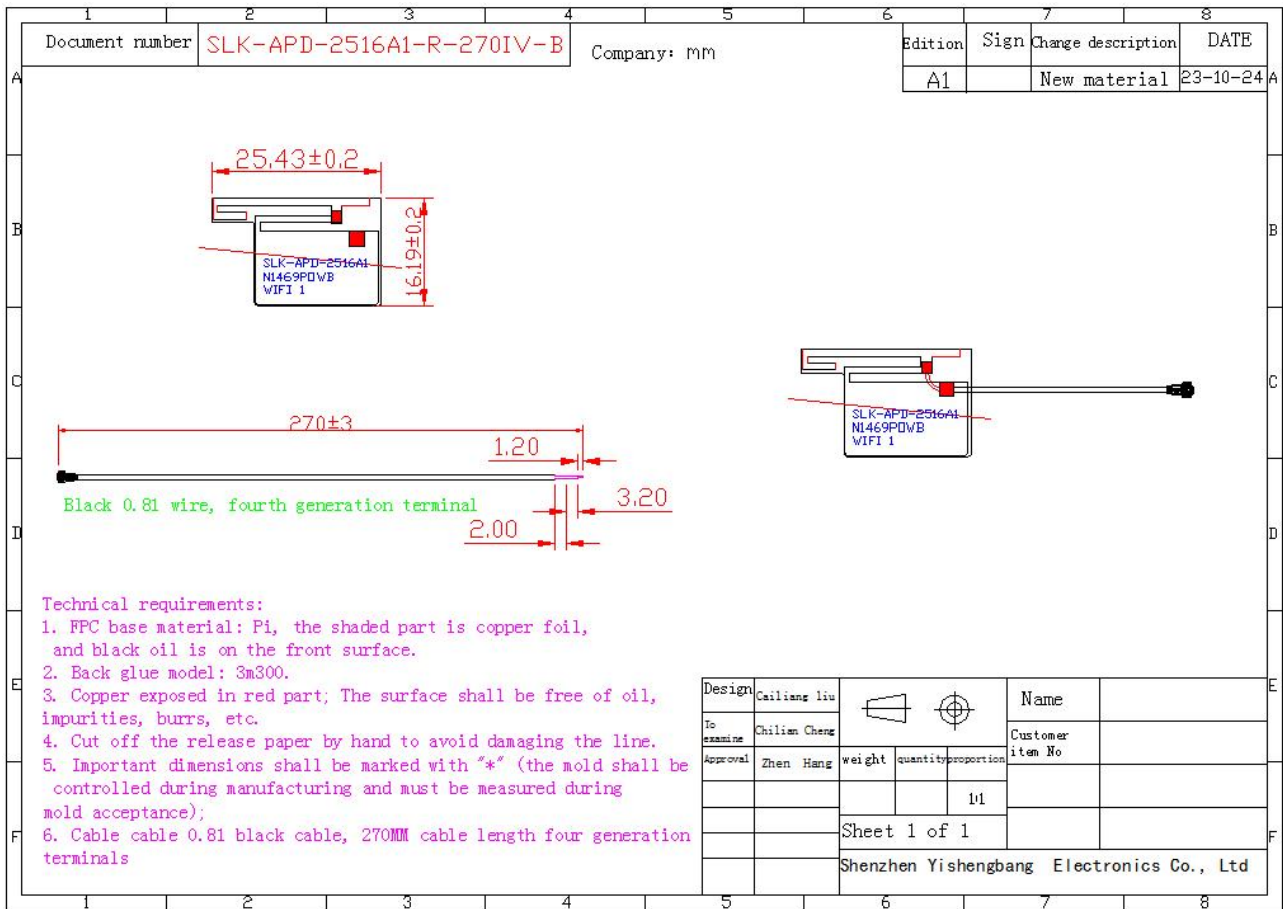 1 2 3 4 5 6 7 8
Document number SLK-APD-2516A1-R-270IV-B
Company: mm
Edition Sign Change description DATE
A1 New material 23-10-24
A A
25.43±0.2
B B
16.19±0.2
SLK-APD-2516A1
N1469POWB
WIFI 1
C C
SLK-APD-2516A1
N1469POWB
WIFI 1
270±3
1.20
3.20
Black 0.81 wire, fourth generation terminal
2.00
D D
Technical requirements:
1. FPC base material: Pi, the shaded part is copper foil,
and black oil is on the front surface.
2. Back glue model: 3m300.
3. Copper exposed in red part; The surface shall be free of oil,
impurities, burrs, etc.
4. Cut off the release paper by hand to avoid damaging the line.
5. Important dimensions shall be marked with "*" (the mold shall be
controlled during manufacturing and must be measured during
mold acceptance);
6. Cable cable 0.81 black cable, 270MM cable length four generation
terminals
E E
F F
Design Cailiang liu
To examine Chilian Cheng
Approval Zhen Hang
weight quantity proportion
1:1
Sheet 1 of 1
Name
Customer
item No
Shenzhen Yishengbang Electronics Co., Ltd
1 2 3 4 5 6 7 8